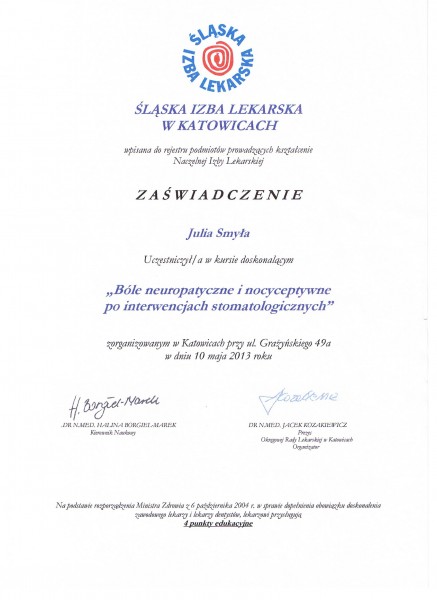 ŚLĄSKA
IZBA LEKARSKA
ŚLĄSKA IZBA LEKARSKA
W KATOWICACH
wpisana do rejestru podmiotów prowadzących kształcenie
Naczelnej Izby Lekarskiej
ZAŚWIADCZENIE
Julia Smyła
Uczestniczył/a w kursie doskonalącym
„Bóle neuropatyczne i nocyceptywne
po interwencjach stomatologicznych”
zorganizowanym w Katowicach przy ul. Grażyńskiego 49a
w dniu 10 maja 2013 roku
H. Borgiel-Marek
DR N.MED. HALINA BORGIEL-MAREK
Kierownik Naukowy
DR N.MED. JACEK KOZAKIEWICZ
Prezes
Okręgowej Rady Lekarskiej w Katowicach
Organizator
Na podstawie rozporządzenia Ministra Zdrowia z 6 października 2004 r. w sprawie dopełnienia obowiązku doskonalenia
zawodowego lekarzy i lekarzy dentystów, lekarzowi przysługują
4 punkty edukacyjne